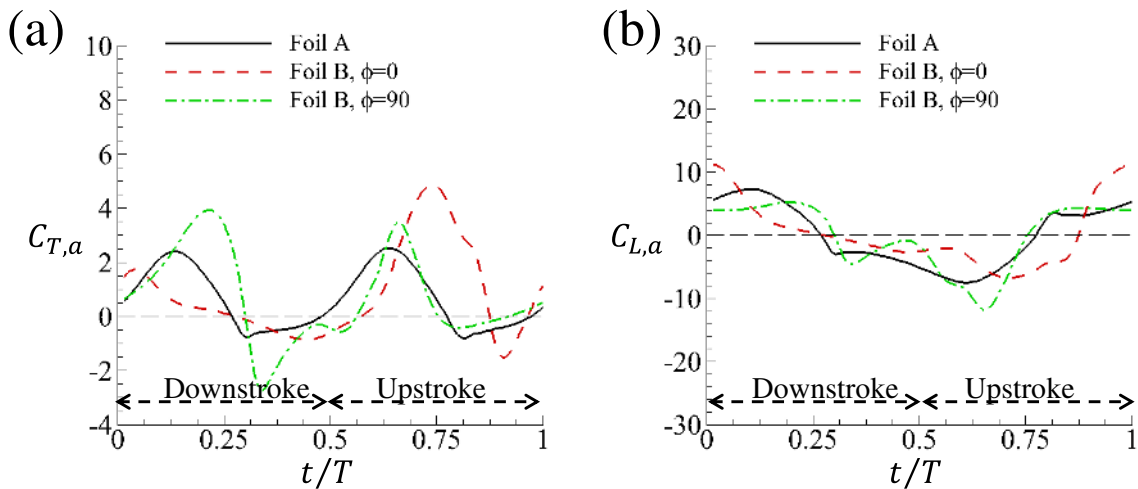 (a)
10
8
6
4
2
0
-2
-4
C_{T,a}
Foil A
Foil B, ϕ=0
Foil B, ϕ=90
Downstroke
Upstroke
0
0.25
0.5
0.75
1
t/T
(b)
30
20
10
0
-10
-20
-30
C_{L,a}
Foil A
Foil B, ϕ=0
Foil B, ϕ=90
Downstroke
Upstroke
0
0.25
0.5
0.75
1
t/T